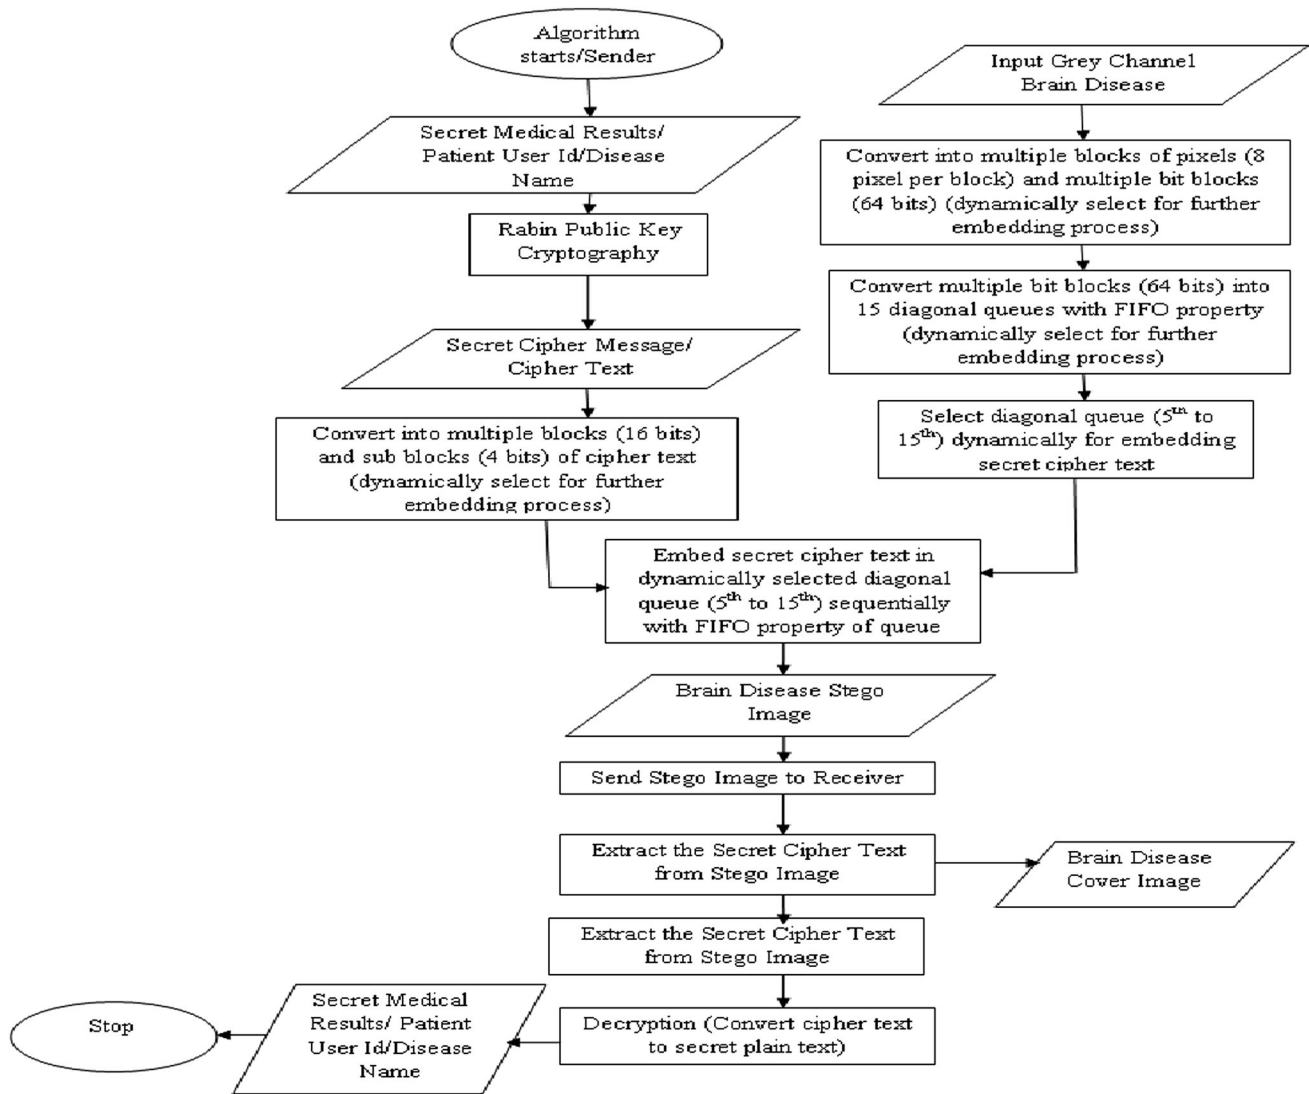 Algorithm
starts/Sender
Input Grey Channel
Brain Disease
Secret Medical Results/
Patient User Id/Disease
Name
Convert into multiple blocks of pixels (8
pixel per block) and multiple bit blocks
(64 bits) (dynamically select for further
embedding process)
Rabin Public Key
Cryptography
Convert multiple bit blocks (64 bits) into
15 diagonal queues with FIFO property
(dynamically select for further
embedding process)
Secret Cipher Message/
Cipher Text
Select diagonal queue (5th to
15th) dynamically for embedding
secret cipher text
Convert into multiple blocks (16 bits)
and sub blocks (4 bits) of cipher text
(dynamically select for further
embedding process)
Embed secret cipher text in
dynamically selected diagonal
queue (5th to 15th) sequentially
with FIFO property of queue
Brain Disease Stego
Image
Send Stego Image to Receiver
Extract the Secret Cipher Text
from Stego Image
Brain Disease
Cover Image
Extract the Secret Cipher Text
from Stego Image
Decryption (Convert cipher text
to secret plain text)
Secret Medical
Results/ Patient
User Id/Disease
Name
Stop